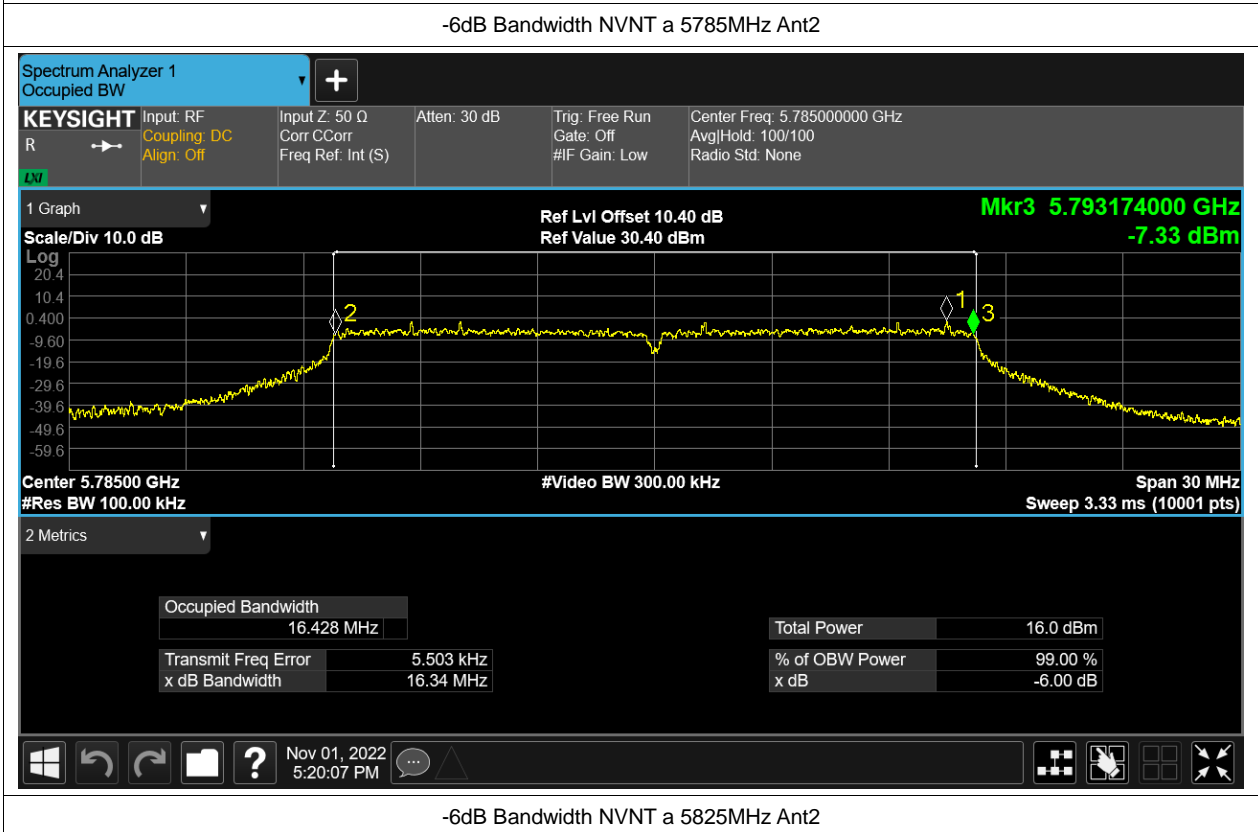 -6dB Bandwidth NVNT a 5785MHz Ant2
Spectrum Analyzer 1
Occupied BW
KEYSIGHT
R
LXI
Input: RF
Coupling: DC
Align: Off
Input Z: 50 Ω
Corr CCorr
Freq Ref: Int (S)
Atten: 30 dB
Trig: Free Run
Gate: Off
#IF Gain: Low
Center Freq: 5.785000000 GHz
Avg|Hold: 100/100
Radio Std: None
1 Graph
Scale/Div 10.0 dB
Ref Lvl Offset 10.40 dB
Ref Value 30.40 dBm
Mkr3 5.793174000 GHz
-7.33 dBm
Log
20.4
10.4
0.400
-9.60
-19.6
-29.6
-39.6
-49.6
-59.6
2
1
3
Center 5.78500 GHz
#Res BW 100.00 kHz
#Video BW 300.00 kHz
Span 30 MHz
Sweep 3.33 ms (10001 pts)
2 Metrics
Occupied Bandwidth
16.428 MHz
Transmit Freq Error 5.503 kHz
x dB Bandwidth 16.34 MHz
Total Power 16.0 dBm
% of OBW Power 99.00 %
x dB -6.00 dB
?
Nov 01, 2022
5:20:07 PM
-6dB Bandwidth NVNT a 5825MHz Ant2